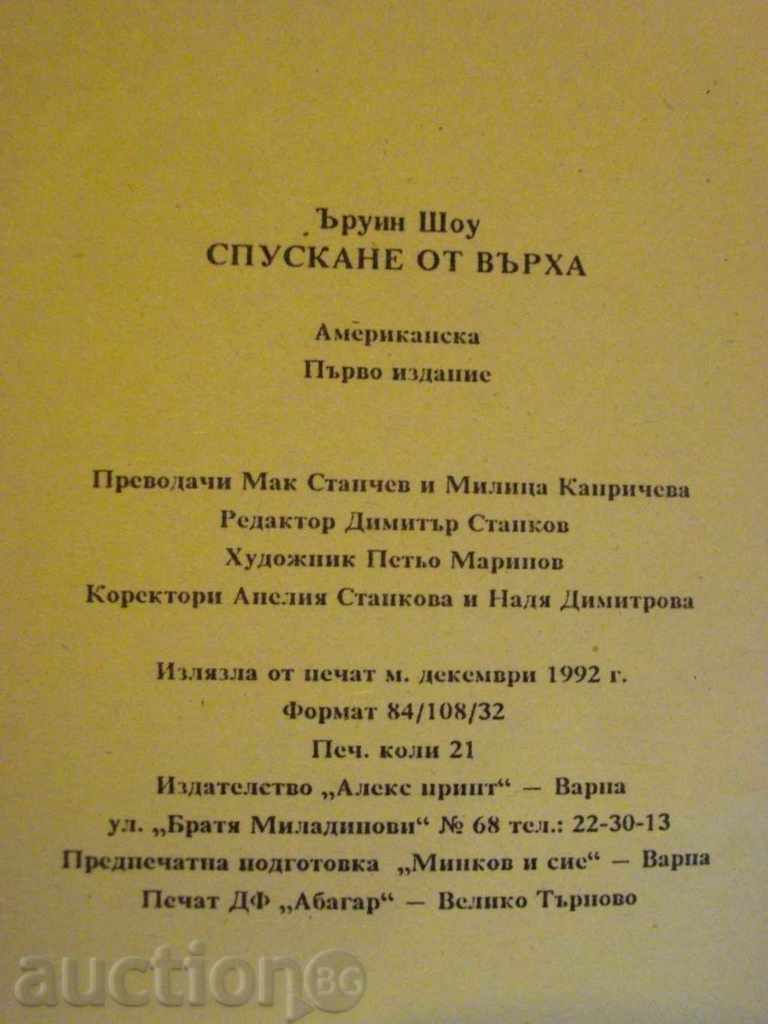 Ъруин Шоу
СПУСКАНЕ ОТ ВЪРХА
Американска
Първо издание
Преводачи Мак Станчев и Милица Капричева
Редактор Димитър Станков
Художник Петьо Маринов
Коректори Анелия Станкова и Надя Димитрова
Излязла от печат м. декември 1992 г.
Формат 84/108/32
Печ. коли 21
Издателство „Алекс принт“ — Варна
ул. „Братя Миладинови“ № 68 тел.: 22-30-13
Предпечатна подготовка „Минков и сие“ — Варна
Печат ДФ „Абагар“ — Велико Търново
аукцион BG